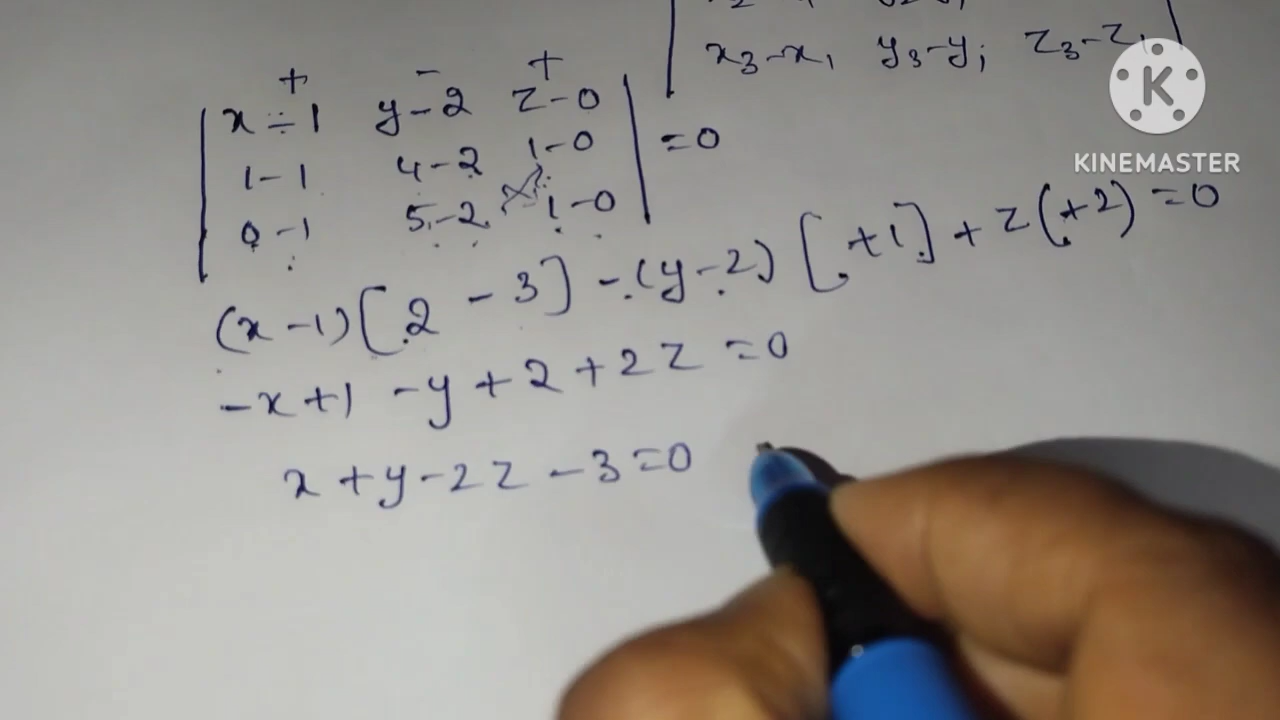 x₃-x₁ y₃-y₁ z₃-z₁
+ - +
x-1 y-2 z-0
1-1 4-2 1-0 =0
0-1 5-2 1-0
(x-1)[2-3] -(y-2)[+1]+z(+2)=0
-x+1-y+2+2z=0
x+y-2z-3=0
K
KINEMASTER